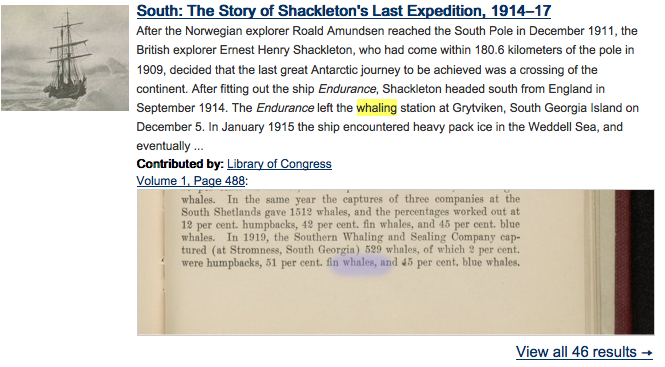 South: The Story of Shackleton's Last Expedition, 1914–17
After the Norwegian explorer Roald Amundsen reached the South Pole in December 1911, the
British explorer Ernest Henry Shackleton, who had come within 180.6 kilometers of the pole in
1909, decided that the last great Antarctic journey to be achieved was a crossing of the
continent. After fitting out the ship Endurance, Shackleton headed south from England in
September 1914. The Endurance left the whaling station at Grytviken, South Georgia Island on
December 5. In January 1915 the ship encountered heavy pack ice in the Weddell Sea, and
eventually ...
Contributed by: Library of Congress
Volume 1, Page 488:
whales. In the same year the captures of three companies at the
South Shetlands gave 1512 whales, and the percentages worked out at
12 per cent. humpbacks, 42 per cent. fin whales, and 45 per cent. blue
whales. In 1919, the Southern Whaling and Sealing Company cap-
tured (at Stromness, South Georgia) 529 whales, of which 2 per cent.
were humpbacks, 51 per cent. fin whales, and 45 per cent. blue whales.
View all 46 results →